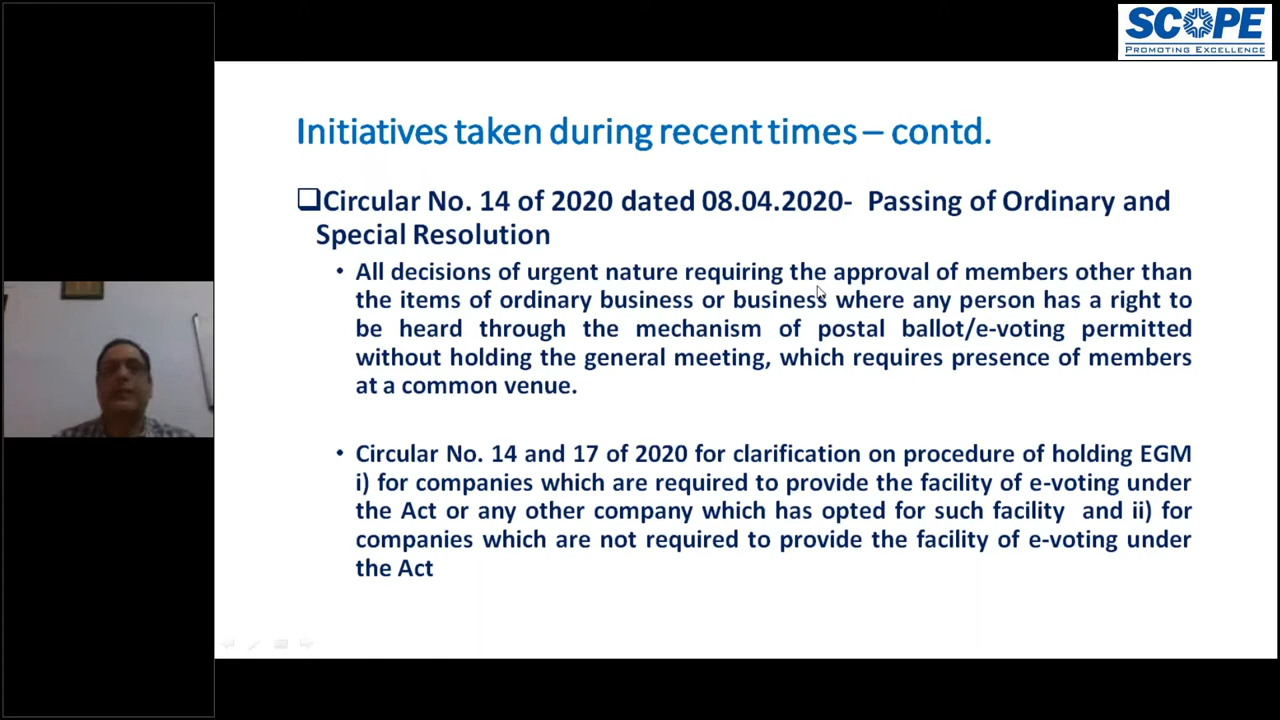 SCOPE
PROMOTING EXCELLENCE
Initiatives taken during recent times – contd.
❑Circular No. 14 of 2020 dated 08.04.2020- Passing of Ordinary and
Special Resolution
• All decisions of urgent nature requiring the approval of members other than
the items of ordinary business or business where any person has a right to
be heard through the mechanism of postal ballot/e-voting permitted
without holding the general meeting, which requires presence of members
at a common venue.
• Circular No. 14 and 17 of 2020 for clarification on procedure of holding EGM
i) for companies which are required to provide the facility of e-voting under
the Act or any other company which has opted for such facility and ii) for
companies which are not required to provide the facility of e-voting under
the Act